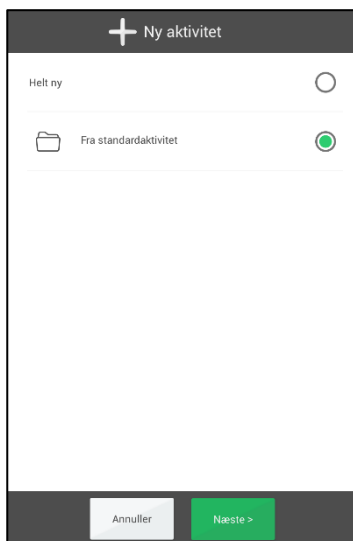 Ny aktivitet
Helt ny
Fra standardaktivitet
Annuller
Næste >